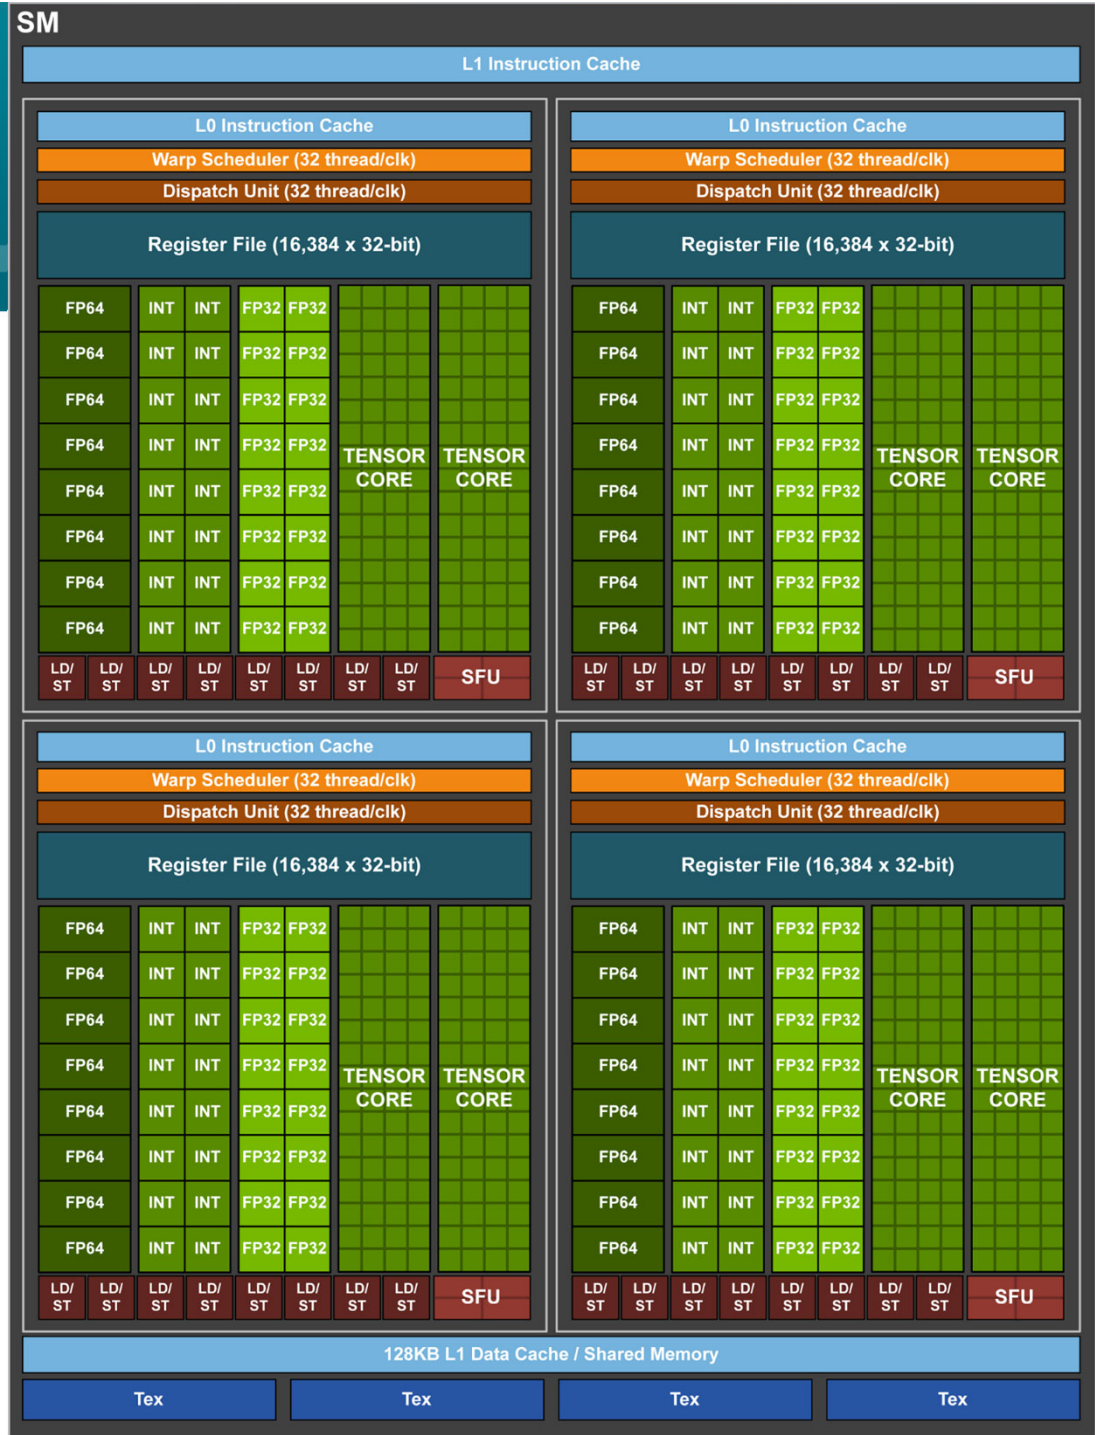 SM
L1 Instruction Cache
L0 Instruction Cache
Warp Scheduler (32 thread/clk)
Dispatch Unit (32 thread/clk)
Register File (16,384 x 32-bit)
FP64 INT INT FP32 FP32
FP64 INT INT FP32 FP32
FP64 INT INT FP32 FP32
FP64 INT INT FP32 FP32
FP64 INT INT FP32 FP32
FP64 INT INT FP32 FP32
FP64 INT INT FP32 FP32
FP64 INT INT FP32 FP32
TENSOR CORE
TENSOR CORE
LD/ST LD/ST LD/ST LD/ST LD/ST LD/ST LD/ST LD/ST SFU
L0 Instruction Cache
Warp Scheduler (32 thread/clk)
Dispatch Unit (32 thread/clk)
Register File (16,384 x 32-bit)
FP64 INT INT FP32 FP32
FP64 INT INT FP32 FP32
FP64 INT INT FP32 FP32
FP64 INT INT FP32 FP32
FP64 INT INT FP32 FP32
FP64 INT INT FP32 FP32
FP64 INT INT FP32 FP32
FP64 INT INT FP32 FP32
TENSOR CORE
TENSOR CORE
LD/ST LD/ST LD/ST LD/ST LD/ST LD/ST LD/ST LD/ST SFU
L0 Instruction Cache
Warp Scheduler (32 thread/clk)
Dispatch Unit (32 thread/clk)
Register File (16,384 x 32-bit)
FP64 INT INT FP32 FP32
FP64 INT INT FP32 FP32
FP64 INT INT FP32 FP32
FP64 INT INT FP32 FP32
FP64 INT INT FP32 FP32
FP64 INT INT FP32 FP32
FP64 INT INT FP32 FP32
FP64 INT INT FP32 FP32
TENSOR CORE
TENSOR CORE
LD/ST LD/ST LD/ST LD/ST LD/ST LD/ST LD/ST LD/ST SFU
L0 Instruction Cache
Warp Scheduler (32 thread/clk)
Dispatch Unit (32 thread/clk)
Register File (16,384 x 32-bit)
FP64 INT INT FP32 FP32
FP64 INT INT FP32 FP32
FP64 INT INT FP32 FP32
FP64 INT INT FP32 FP32
FP64 INT INT FP32 FP32
FP64 INT INT FP32 FP32
FP64 INT INT FP32 FP32
FP64 INT INT FP32 FP32
TENSOR CORE
TENSOR CORE
LD/ST LD/ST LD/ST LD/ST LD/ST LD/ST LD/ST LD/ST SFU
128KB L1 Data Cache / Shared Memory
Tex Tex Tex Tex